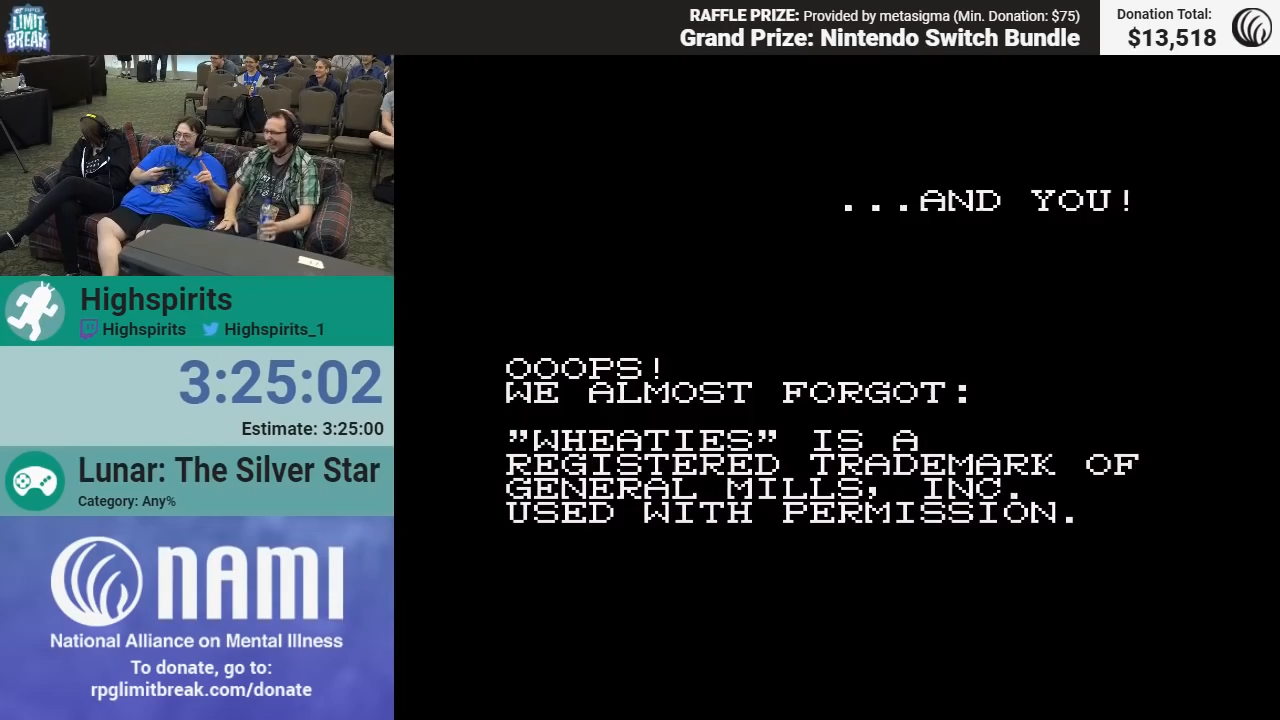 RPG
LIMIT
BREAK
RAFFLE PRIZE: Provided by metasigma (Min. Donation: $75)
Grand Prize: Nintendo Switch Bundle
Donation Total:
$13,518
...AND YOU!
OOOPS!
WE ALMOST FORGOT:
"WHEATIES" IS A
REGISTERED TRADEMARK OF
GENERAL MILLS, INC.
USED WITH PERMISSION.
Highspirits
Highspirits Highspirits_1
3:25:02
Estimate: 3:25:00
Lunar: The Silver Star
Category: Any%
NAMI
National Alliance on Mental Illness
To donate, go to:
rpglimitbreak.com/donate